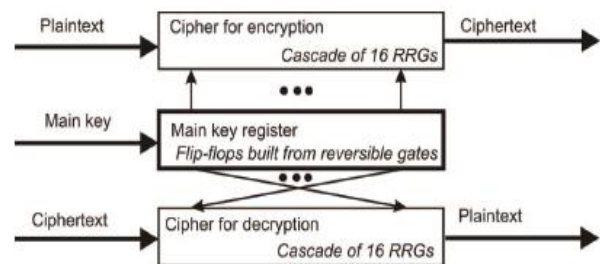 Plaintext
Cipher for encryption
Ciphertext
Cascade of 16 RRGs
Main key
Main key register
Flip-flops built from reversible gates
Ciphertext
Cipher for decryption
Plaintext
Cascade of 16 RRGs